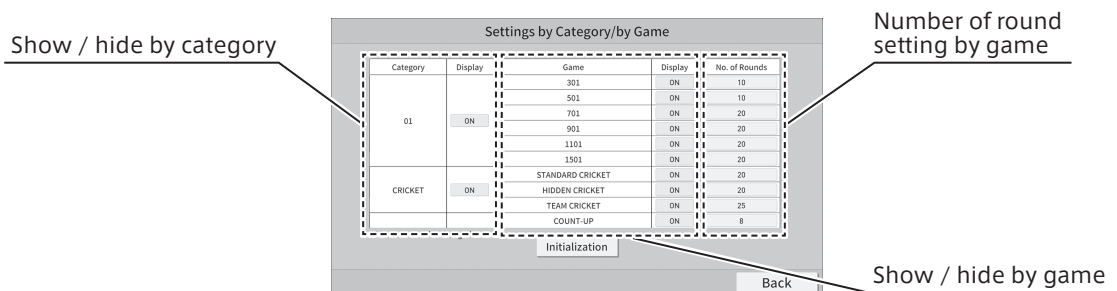 Settings by Category/by Game
Show / hide by category
Number of round
setting by game
Category Display Game Display No. of Rounds
301 ON 10
501 ON 10
701 ON 20
01 ON 901 ON 20
1101 ON 20
1501 ON 20
STANDARD CRICKET ON 20
CRICKET ON HIDDEN CRICKET ON 20
TEAM CRICKET ON 25
COUNT-UP ON 8
Initialization
Back
Show / hide by game